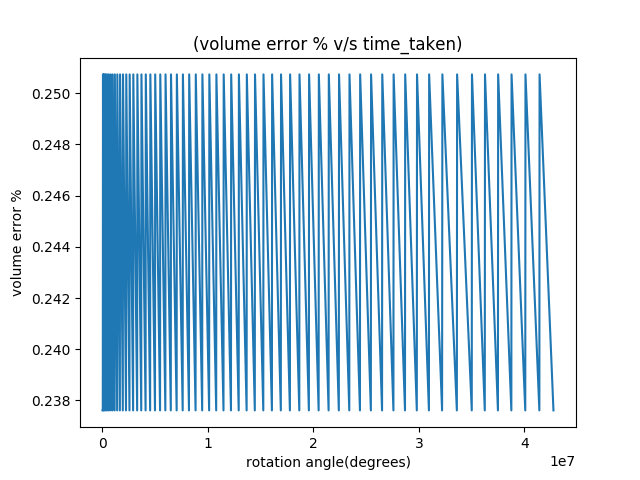 (volume error % v/s time_taken)
0.250
0.248
0.246
0.244
0.242
0.240
0.238
volume error %
0 1 2 3 4
1e7
rotation angle(degrees)